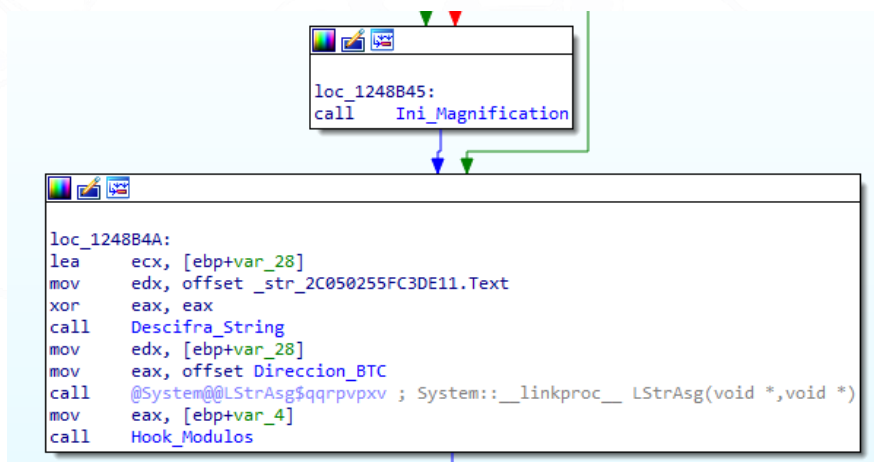 loc_1248B45:
call Ini_Magnification
loc_1248B4A:
lea ecx, [ebp+var_28]
mov edx, offset _str_2C050255FC3DE11.Text
xor eax, eax
call Descifra_String
mov edx, [ebp+var_28]
mov eax, offset Direccion_BTC
call @System@@LStrAsg$qqrpvpxv ; System::__linkproc__ LStrAsg(void *,void *)
mov eax, [ebp+var_4]
call Hook_Modulos